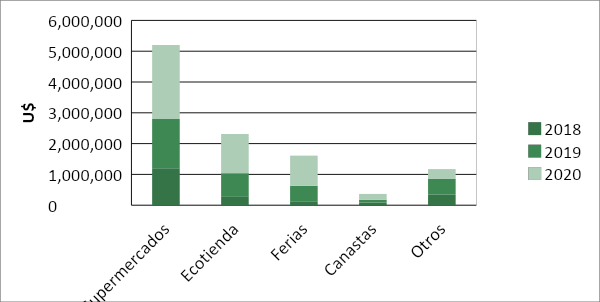 6,000,000
5,000,000
4,000,000
3,000,000
2,000,000
1,000,000
0
U$
upermercados
Ecotienda
Ferias
Canastas
Otros
2018
2019
2020